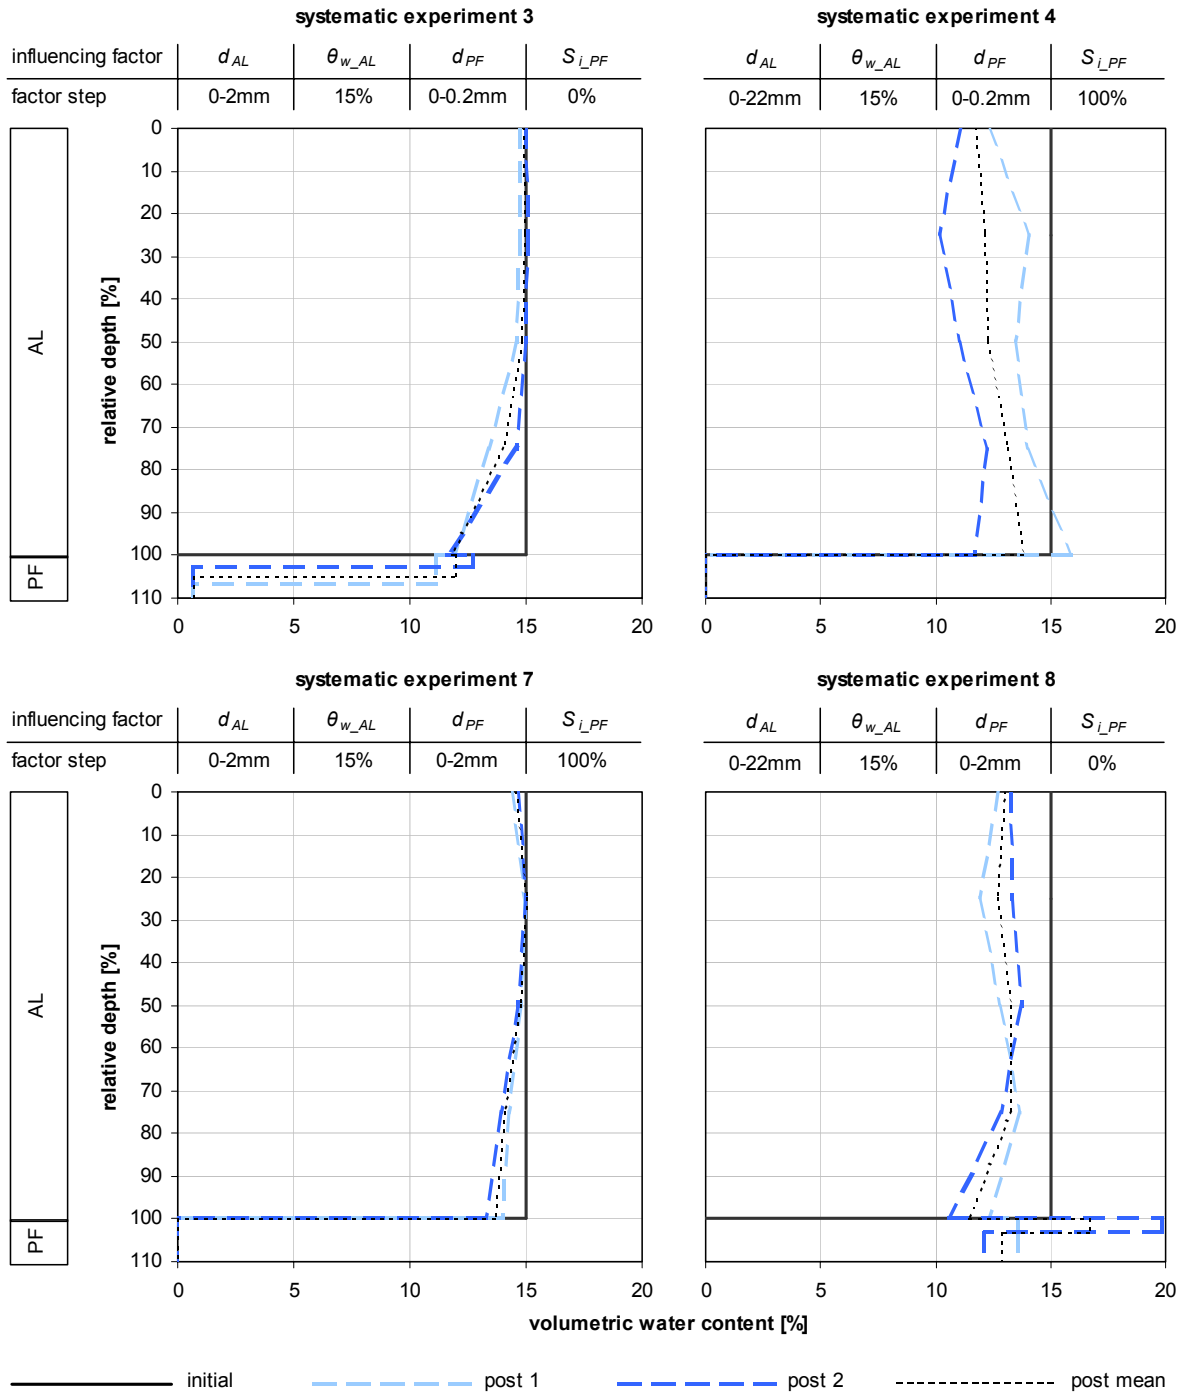 systematic experiment 3
influencing factor d AL θ w_AL d PF S i_PF
factor step 0-2mm 15% 0-0.2mm 0%
AL
PF
relative depth [%]
0
10
20
30
40
50
60
70
80
90
100
110
0 5 10 15 20
systematic experiment 4
d AL θ w_AL d PF S i_PF
0-22mm 15% 0-0.2mm 100%
0 5 10 15 20
systematic experiment 7
influencing factor d AL θ w_AL d PF S i_PF
factor step 0-2mm 15% 0-2mm 100%
AL
PF
relative depth [%]
0
10
20
30
40
50
60
70
80
90
100
110
0 5 10 15 20
systematic experiment 8
d AL θ w_AL d PF S i_PF
0-22mm 15% 0-2mm 0%
0 5 10 15 20
volumetric water content [%]
initial post 1 post 2 post mean